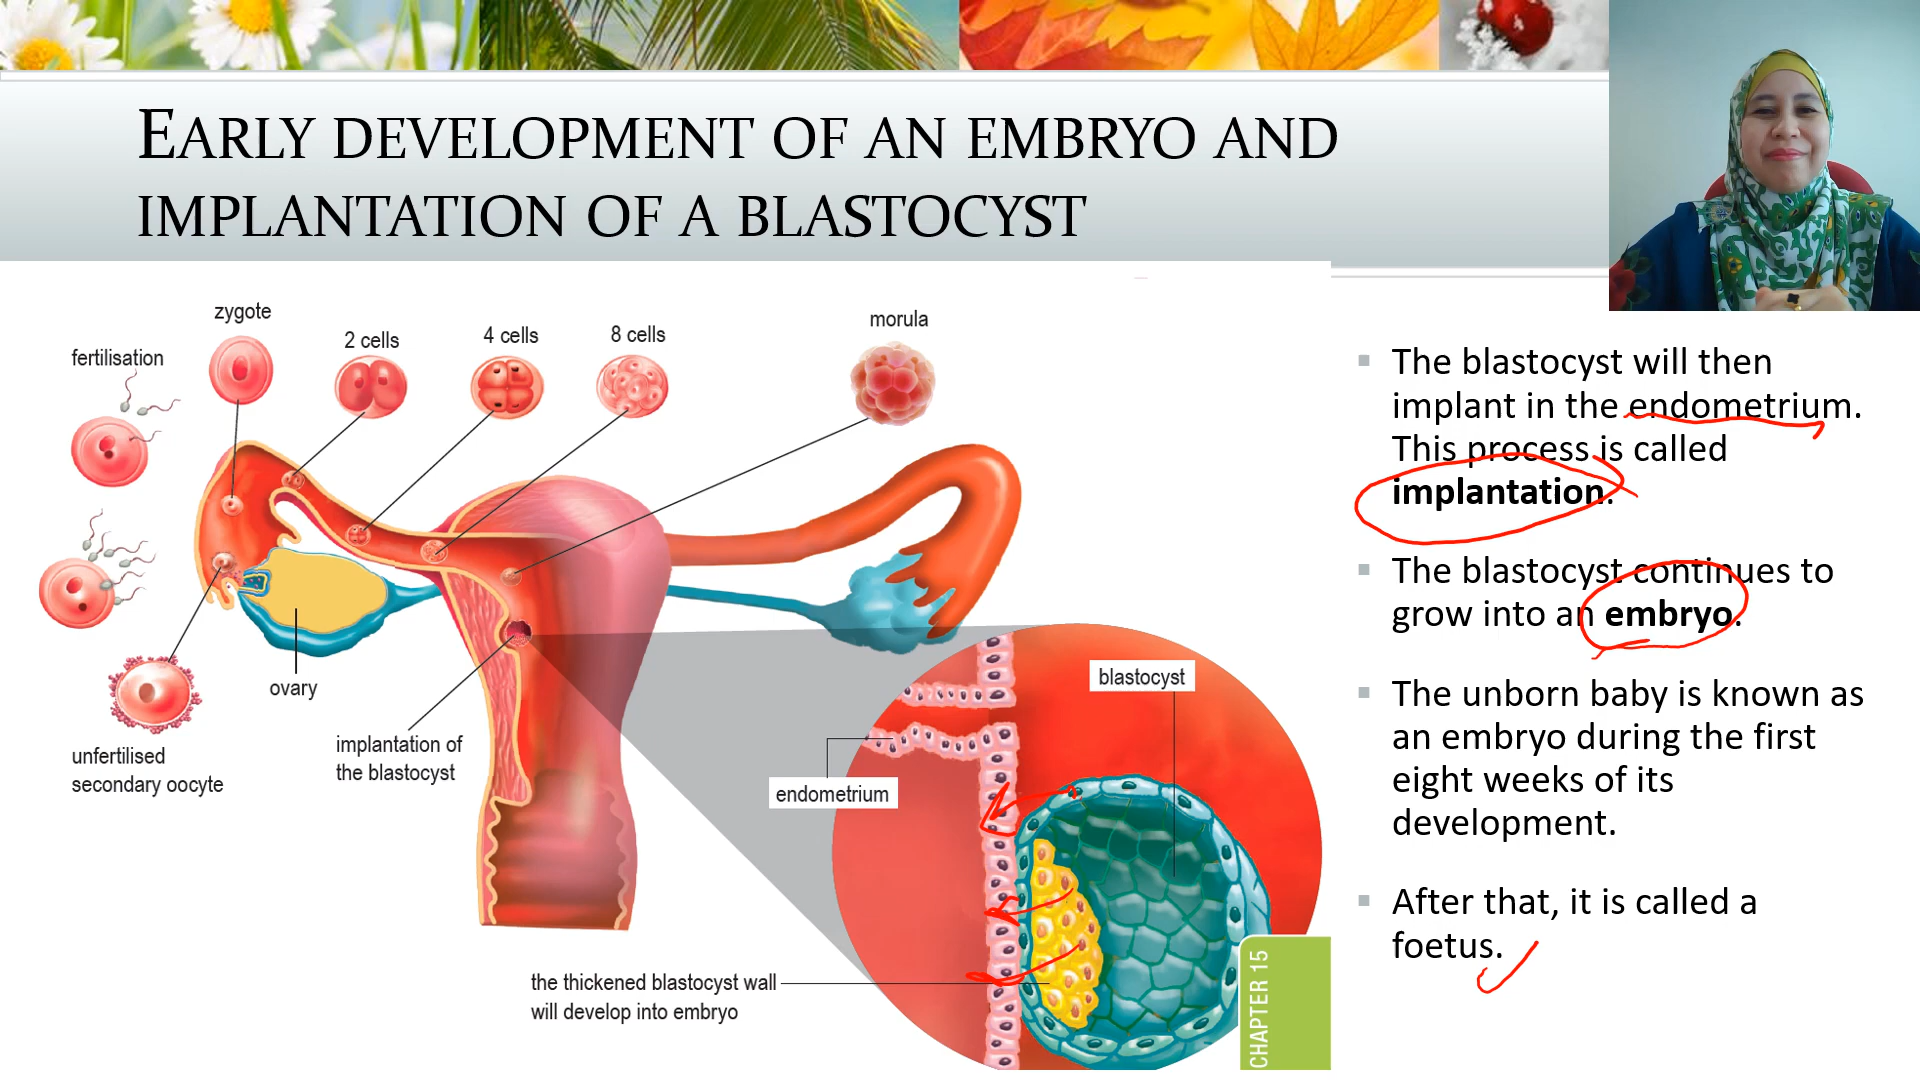 EARLY DEVELOPMENT OF AN EMBRYO AND
IMPLANTATION OF A BLASTOCYST
zygote
2 cells
4 cells
8 cells
morula
fertilisation
ovary
unfertilised
secondary oocyte
implantation of
the blastocyst
blastocyst
endometrium
the thickened blastocyst wall
will develop into embryo
CHAPTER 15
The blastocyst will then
implant in the endometrium.
This process is called
implantation.
The blastocyst continues to
grow into an embryo.
The unborn baby is known as
an embryo during the first
eight weeks of its
development.
After that, it is called a
foetus.